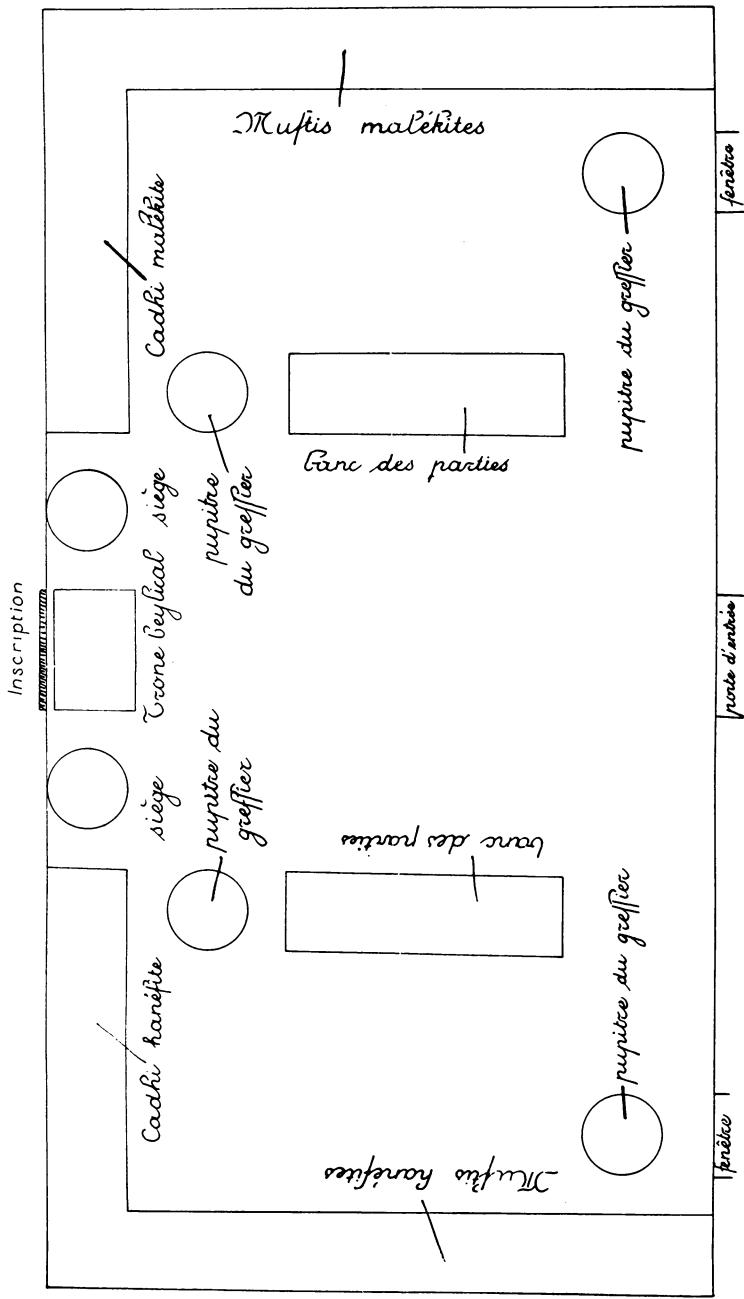 Inscription
Cadhi hanéfite
siège
Trone beylical
siège
Cadhi malékite
pupitre du
greffier
pupitre
du greffier
Muftis hanéfites
banc des parties
banc des parties
Muftis malékites
pupitre du greffier
pupitre du greffier
fenêtre
porte d'entrée
fenêtre